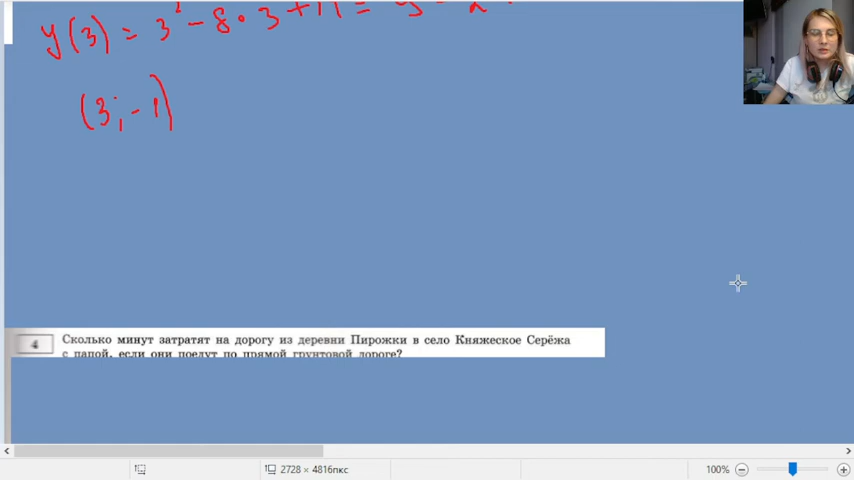 y(3) = 3² - 8 · 3 + 11 =
(3; -1)
4 Сколько минут затратят на дорогу из деревни Пирожки в село Княжеское Серёжа
с папой, если они поедут по прямой грунтовой дороге?
2728 × 4816пкс
100%